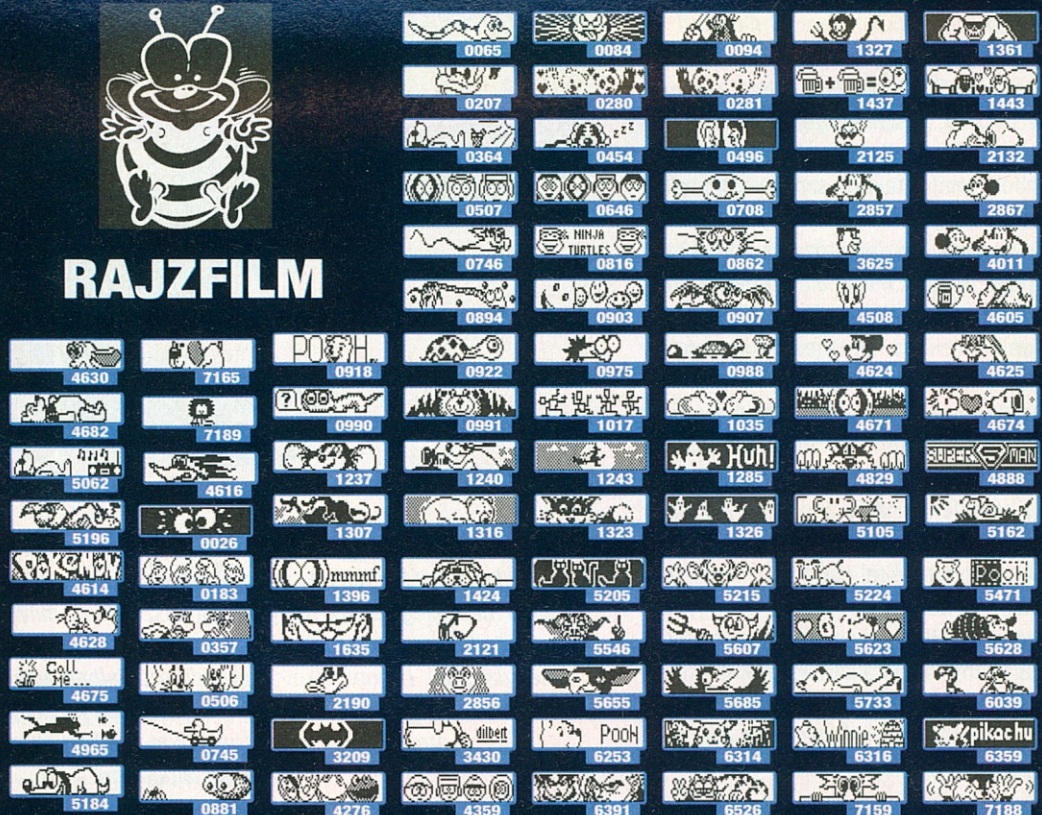 RAJZFILM
0065 0084 0094 1327 1361
0207 0280 0281 1437 1443
0364 zzz 0454 0496 2125 2132
0507 0646 0708 2857 2867
NINJA
TURTLES
0746 0816 0862 3625 4011
0894 0903 0907 4508 4605
POOH
4630 7165 0918 0922 0975 0988 4624 4625
?
4682 7189 0990 0991 1017 1035 4671 4674
Huh! SUPER S MAN
5062 4616 1237 1240 1243 1285 4829 4888
5196 0026 1307 1316 1323 1326 5105 5162
POKéMON mmmf. Pooh
4614 0183 1396 1424 5205 5215 5224 5471
4628 0357 1635 2121 5546 5607 5623 5628
Call
Me...
4675 0506 2190 2856 5655 5685 5733 6039
dilbert Pooh Winnie pikachu
4965 0745 3209 3430 6253 6314 6316 6359
5184 0881 4276 4359 6391 6526 7159 7188